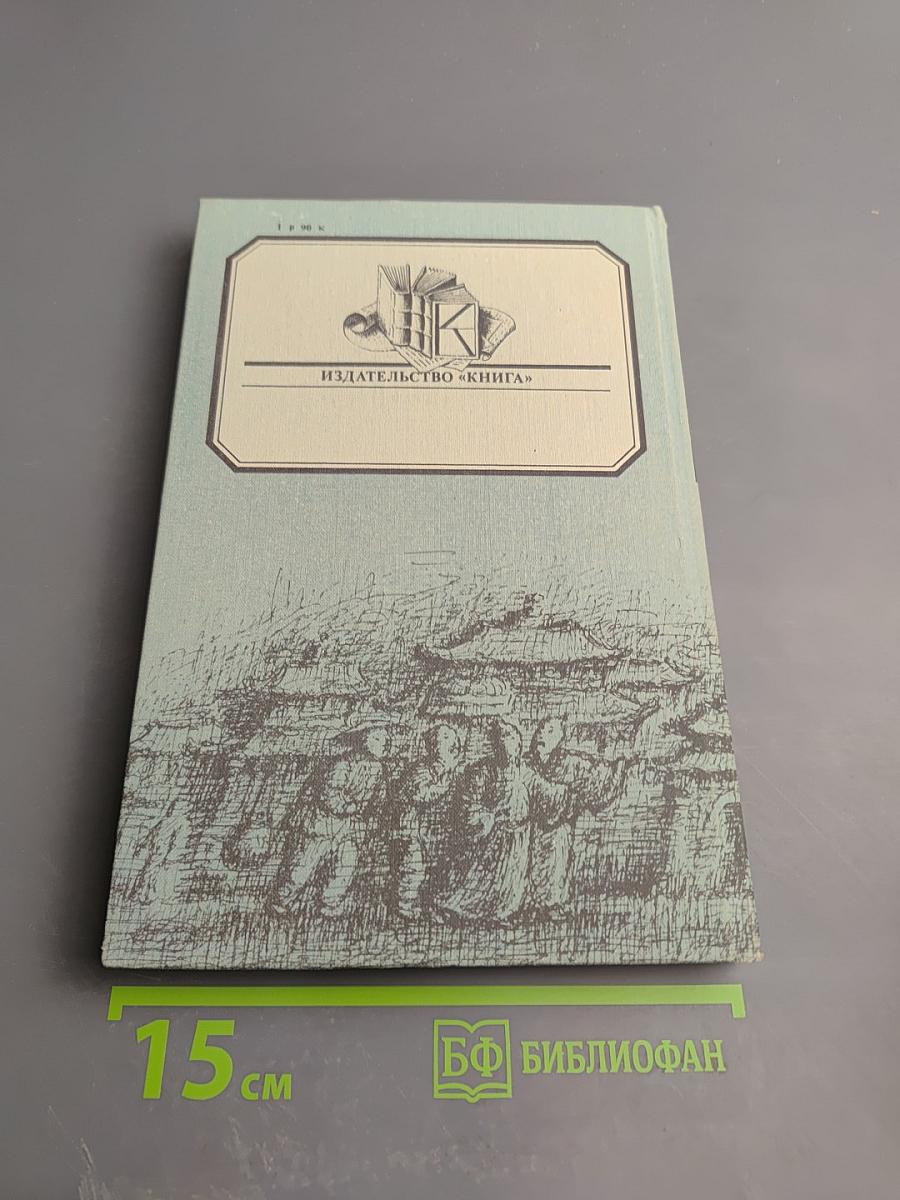 1 р 90 к
К
ИЗДАТЕЛЬСТВО «КНИГА»
15 см
БФ БИБЛИОФАН